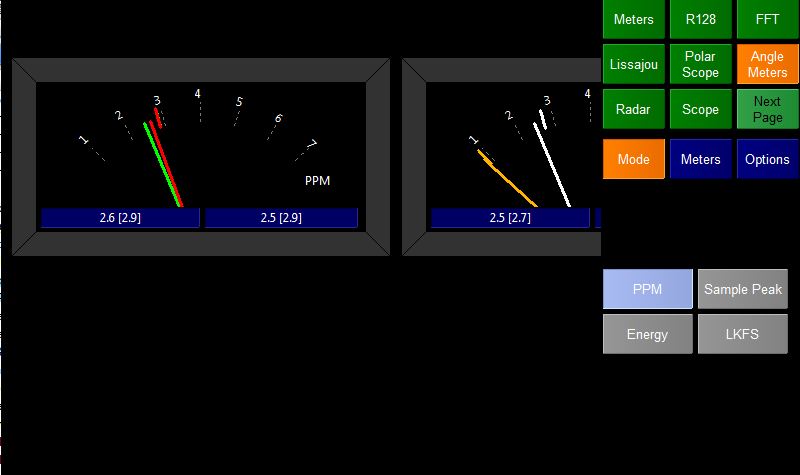 Meters R128 FFT
Lissajou Polar Scope Angle Meters
Radar Scope Next Page
Mode Meters Options
1 2 3 4 5 6 7
PPM
2.6 [2.9] 2.5 [2.9]
1 2 3 4
2.5 [2.7]
PPM Sample Peak
Energy LKFS